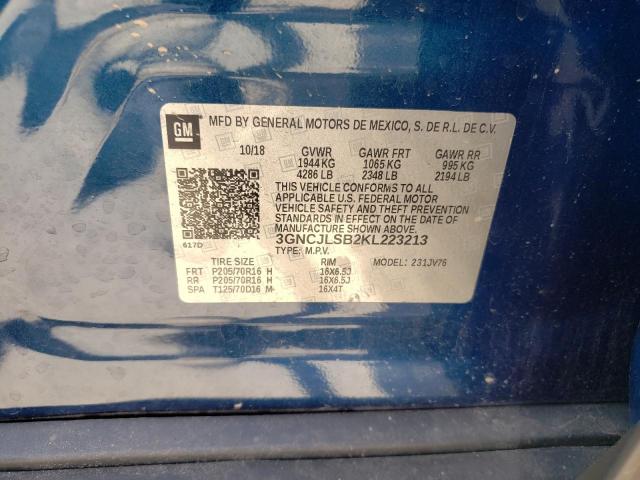 GM
MFD BY GENERAL MOTORS DE MEXICO, S. DE R.L. DE C.V.
10/18 GVWR GAWR FRT GAWR RR
1944 KG 1065 KG 995 KG
4286 LB 2348 LB 2194 LB
THIS VEHICLE CONFORMS TO ALL
APPLICABLE U.S. FEDERAL MOTOR
VEHICLE SAFETY AND THEFT PREVENTION
STANDARDS IN EFFECT ON THE DATE OF
MANUFACTURE SHOWN ABOVE.
617D 3GNCJLSB2KL223213
TYPE: M.P.V. MODEL: 231JV76
TIRE SIZE RIM
FRT P205/70R16 H 16X6.5J
RR P205/70R16 H 16X6.5J
SPA T125/70D16 M- 16X4T